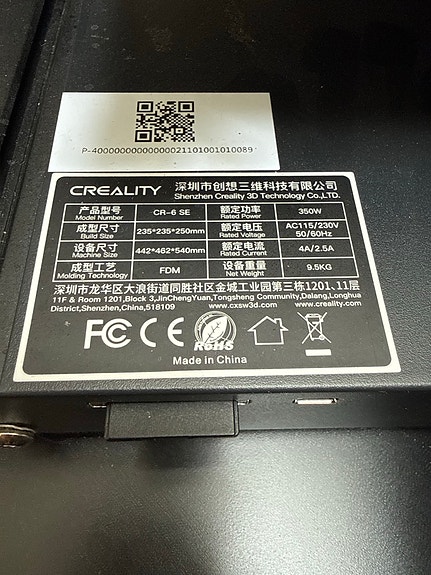 P-40000000000000021101001010089
CREALITY 深圳市创想三维科技有限公司
Shenzhen Creality 3D Technology Co.,LTD.
产品型号 CR-6 SE 额定功率 350W
Model Number Rated Power
成型尺寸 235*235*250mm 额定电压 AC115/230V
Build Size Rated Voltage 50/60Hz
设备尺寸 442*462*540mm 额定电流 4A/2.5A
Machine Size Rated Current
成型工艺 FDM 设备重量 9.5KG
Molding Technology Net Weight
深圳市龙华区大浪街道同胜社区金城工业园第三栋1201、11层
11F & Room 1201,Block 3,JinChengYuan,Tongsheng Community,Dalang,Longhua
District,Shenzhen,China,518109 www.cxsw3d.com
FC CE RoHS
Made in China